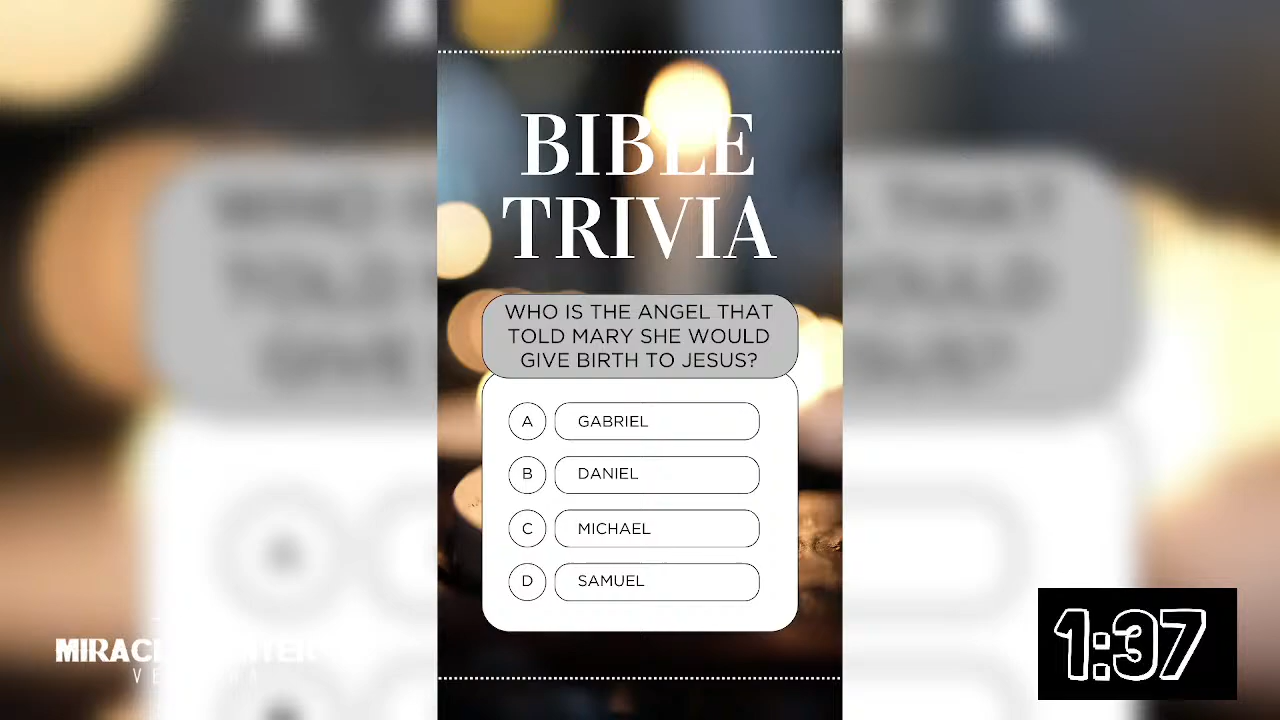 BIBLE
TRIVIA
WHO IS THE ANGEL THAT
TOLD MARY SHE WOULD
GIVE BIRTH TO JESUS?
A GABRIEL
B DANIEL
C MICHAEL
D SAMUEL
1:37